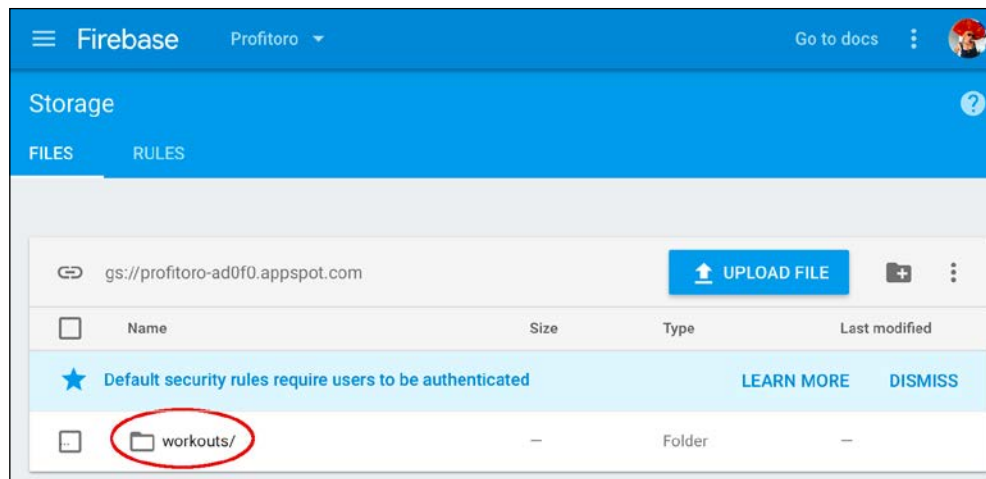 Firebase Profitoro Go to docs
Storage
FILES RULES
gs://profitoro-ad0f0.appspot.com UPLOAD FILE
Name Size Type Last modified
Default security rules require users to be authenticated LEARN MORE DISMISS
workouts/ — Folder —